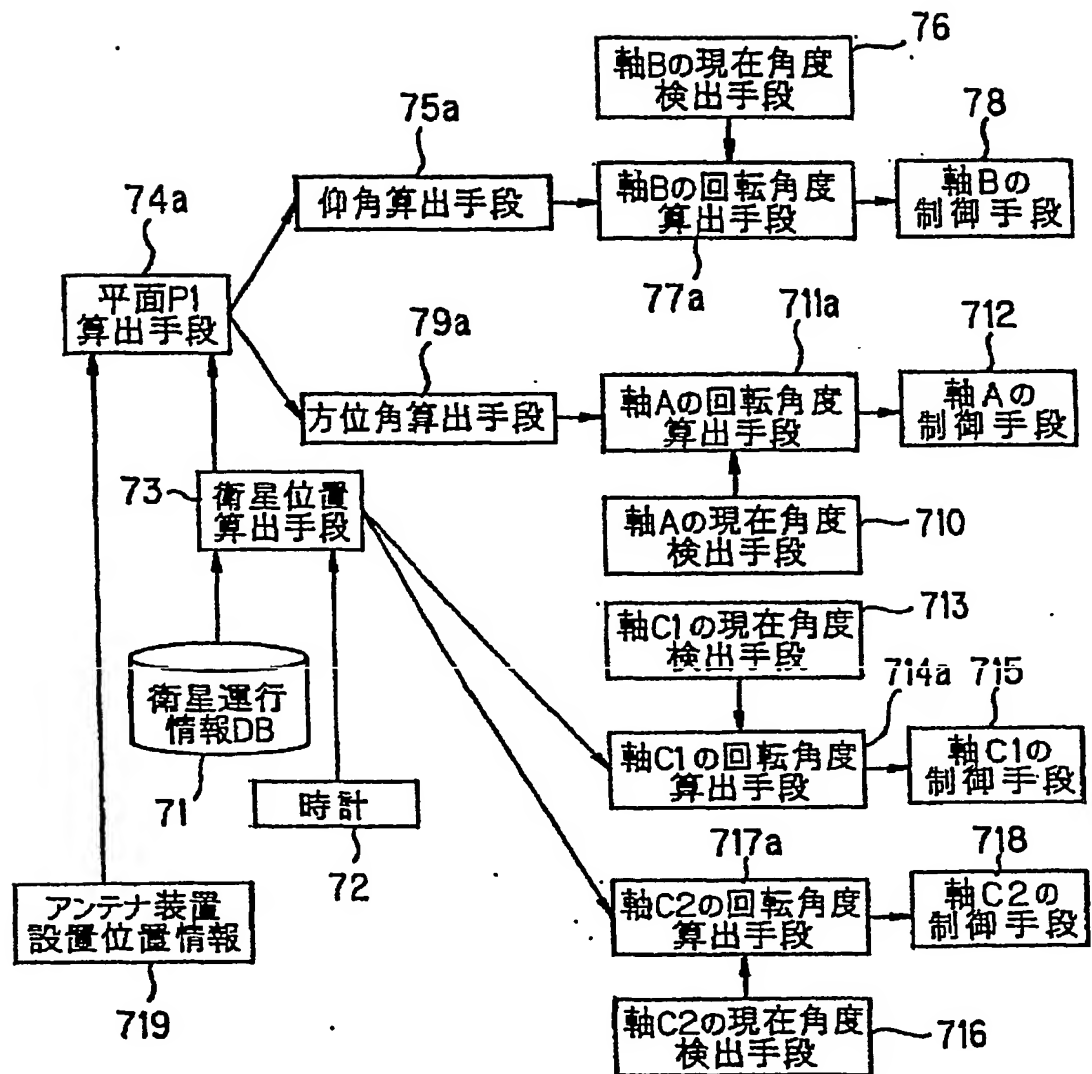 76
軸Bの現在角度
検出手段
75a
78
仰角算出手段
軸Bの回転角度
算出手段
軸Bの
制御手段
74a
77a
平面P1
算出手段
79a
711a
712
方位角算出手段
軸Aの回転角度
算出手段
軸Aの
制御手段
73
衛星位置
算出手段
軸Aの現在角度
検出手段
710
713
軸C1の現在角度
検出手段
714a
715
衛星運行
情報DB
71
軸C1の回転角度
算出手段
軸C1の
制御手段
時計
72
717a
718
アンテナ装置
設置位置情報
719
軸C2の回転角度
算出手段
軸C2の
制御手段
軸C2の現在角度
検出手段
716